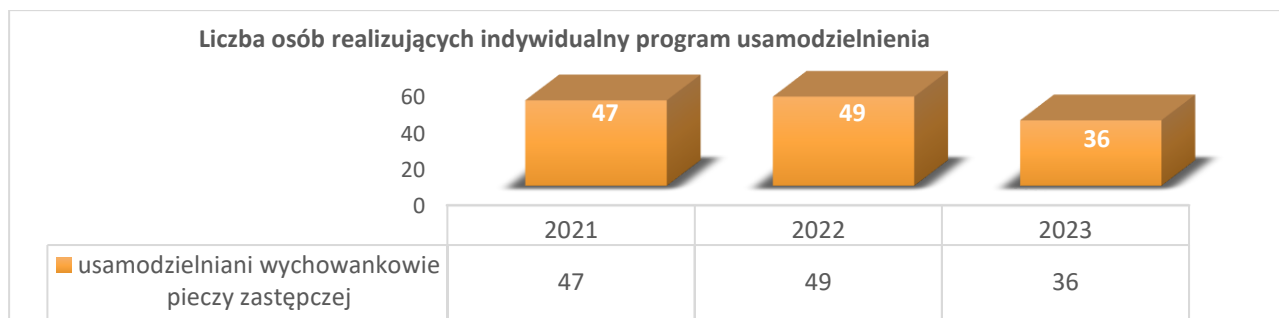 Liczba osób realizujących indywidualny program usamodzielnienia
60
40
20
0
47
49
36
2021 2022 2023
usamodzielniani wychowankowie
pieczy zastępczej
47 49 36